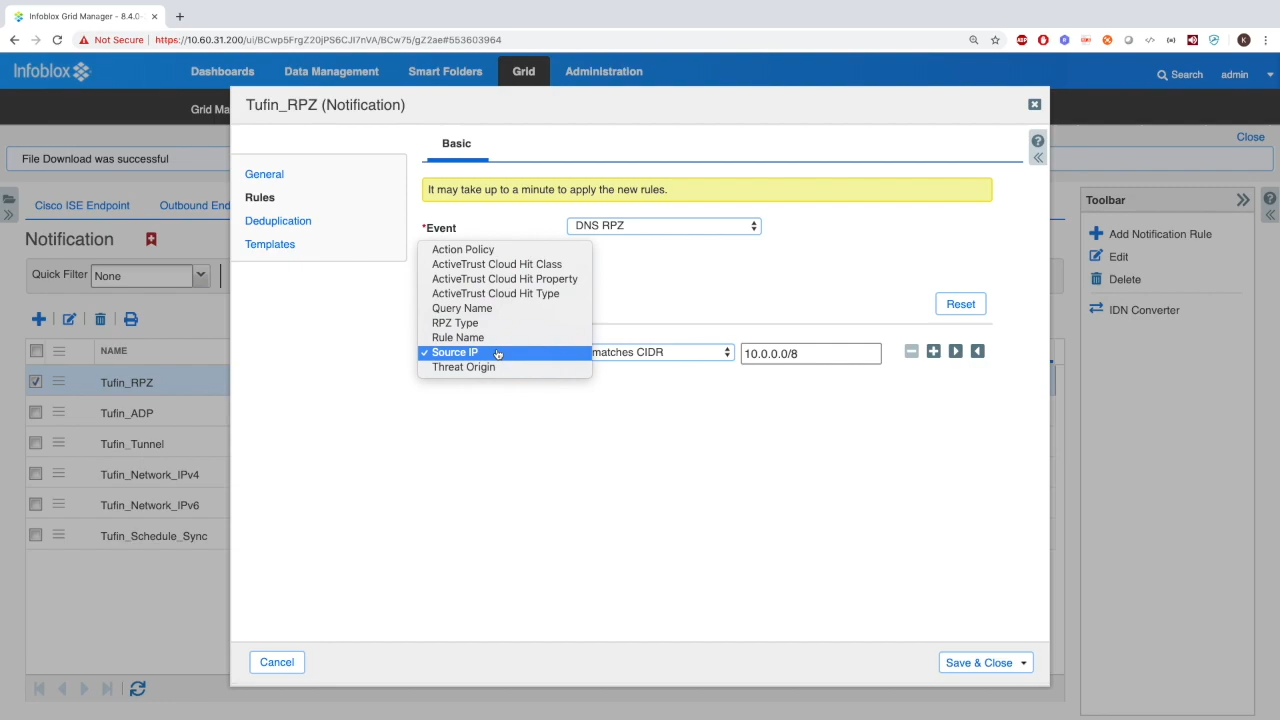 Infoblox Grid Manager - 8.4.0-
Not Secure | https://10.60.31.200/ui/BCwp5FrgZ20jPS6CJI7nVA/BCw75/gZ2ae#553603964
ABP
K
Infoblox
Dashboards
Data Management
Smart Folders
Grid
Administration
Search
admin
Grid Ma
Close
File Download was successful
Cisco ISE Endpoint
Outbound End
Notification
Quick Filter
None
NAME
Tufin_RPZ
Tufin_ADP
Tufin_Tunnel
Tufin_Network_IPv4
Tufin_Network_IPv6
Tufin_Schedule_Sync
Tufin_RPZ (Notification)
Basic
General
Rules
Deduplication
Templates
It may take up to a minute to apply the new rules.
*Event
DNS RPZ
Reset
Action Policy
ActiveTrust Cloud Hit Class
ActiveTrust Cloud Hit Property
ActiveTrust Cloud Hit Type
Query Name
RPZ Type
Rule Name
✓ Source IP
Threat Origin
matches CIDR
10.0.0.0/8
Cancel
Save & Close
Toolbar
Add Notification Rule
Edit
Delete
IDN Converter